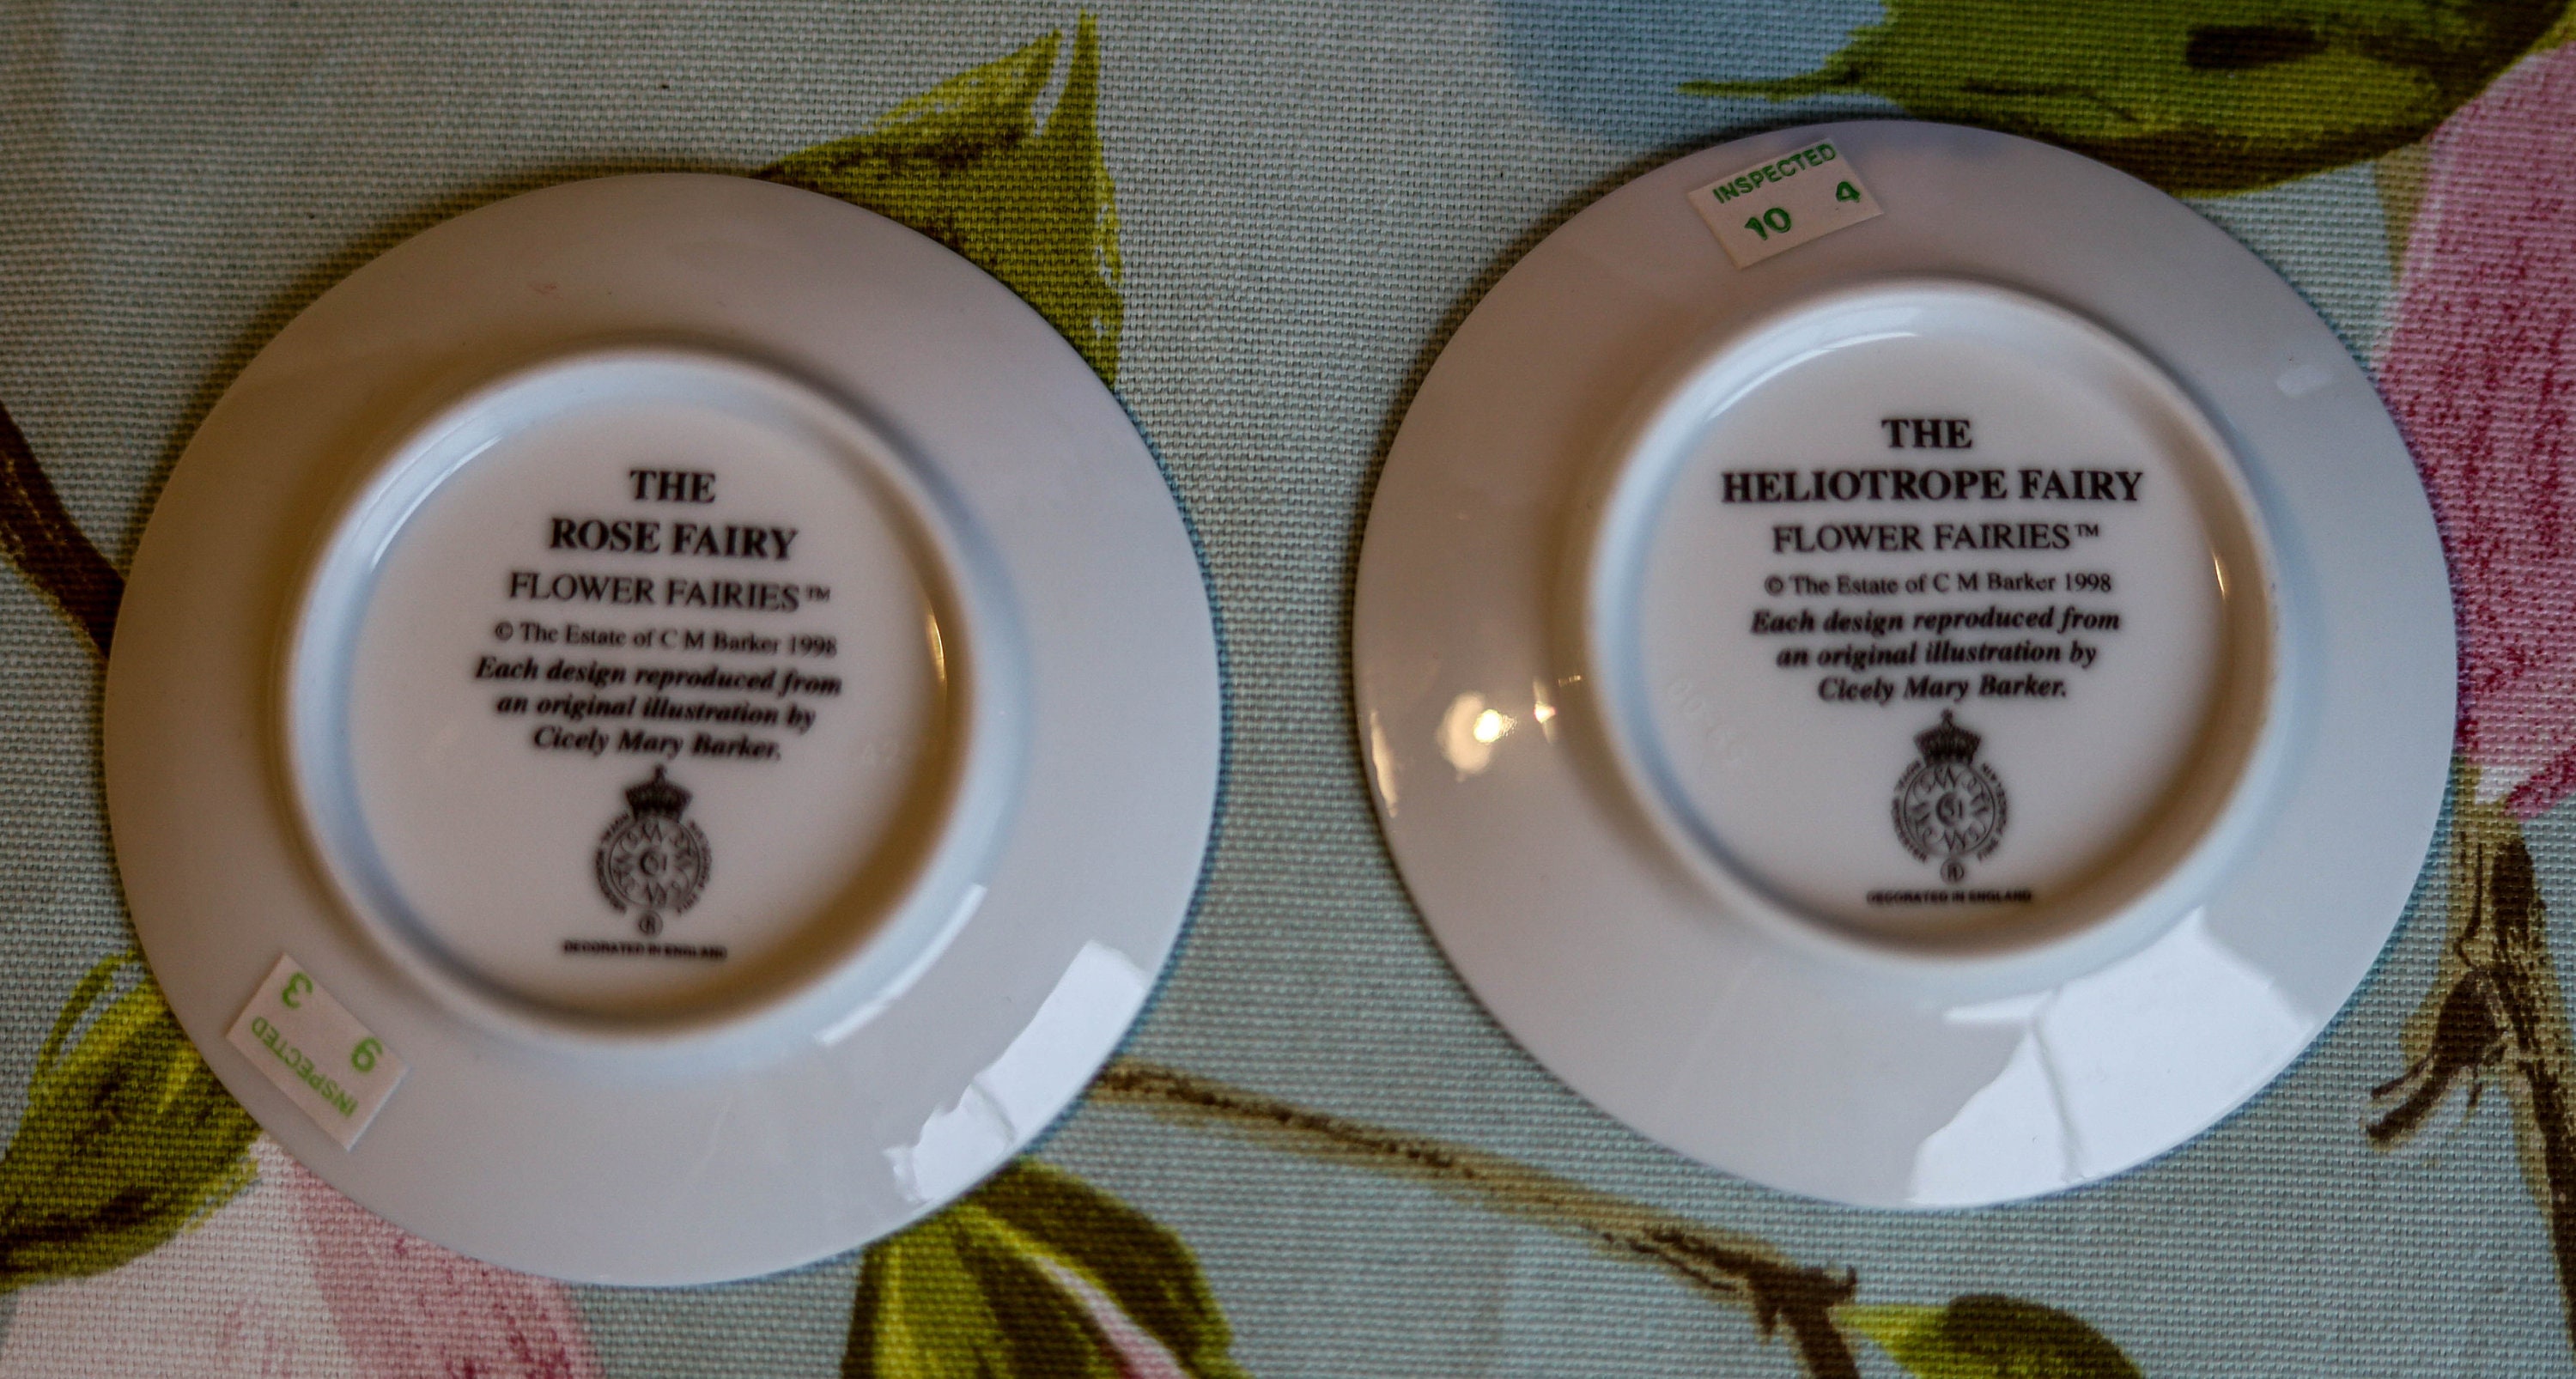 THE
ROSE FAIRY
FLOWER FAIRIES™
© The Estate of C M Barker 1998
Each design reproduced from
an original illustration by
Cicely Mary Barker.
®
DECORATED IN ENGLAND
INSPECTED
9 3
INSPECTED
10 4
THE
HELIOTROPE FAIRY
FLOWER FAIRIES™
© The Estate of C M Barker 1998
Each design reproduced from
an original illustration by
Cicely Mary Barker.
®
DECORATED IN ENGLAND